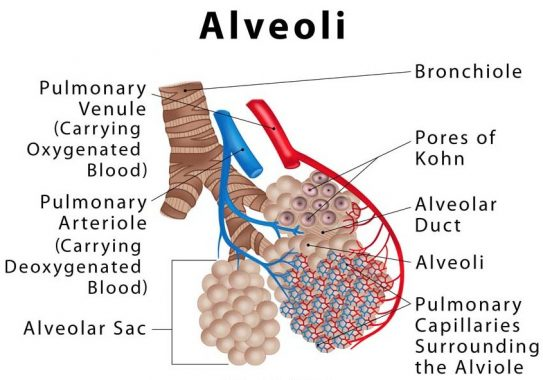 Alveoli
Pulmonary
Venule
(Carrying
Oxygenated
Blood)
Pulmonary
Arteriole
(Carrying
Deoxygenated
Blood)
Alveolar Sac
Bronchiole
Pores of
Kohn
Alveolar
Duct
Alveoli
Pulmonary
Capillaries
Surrounding
the Alviole